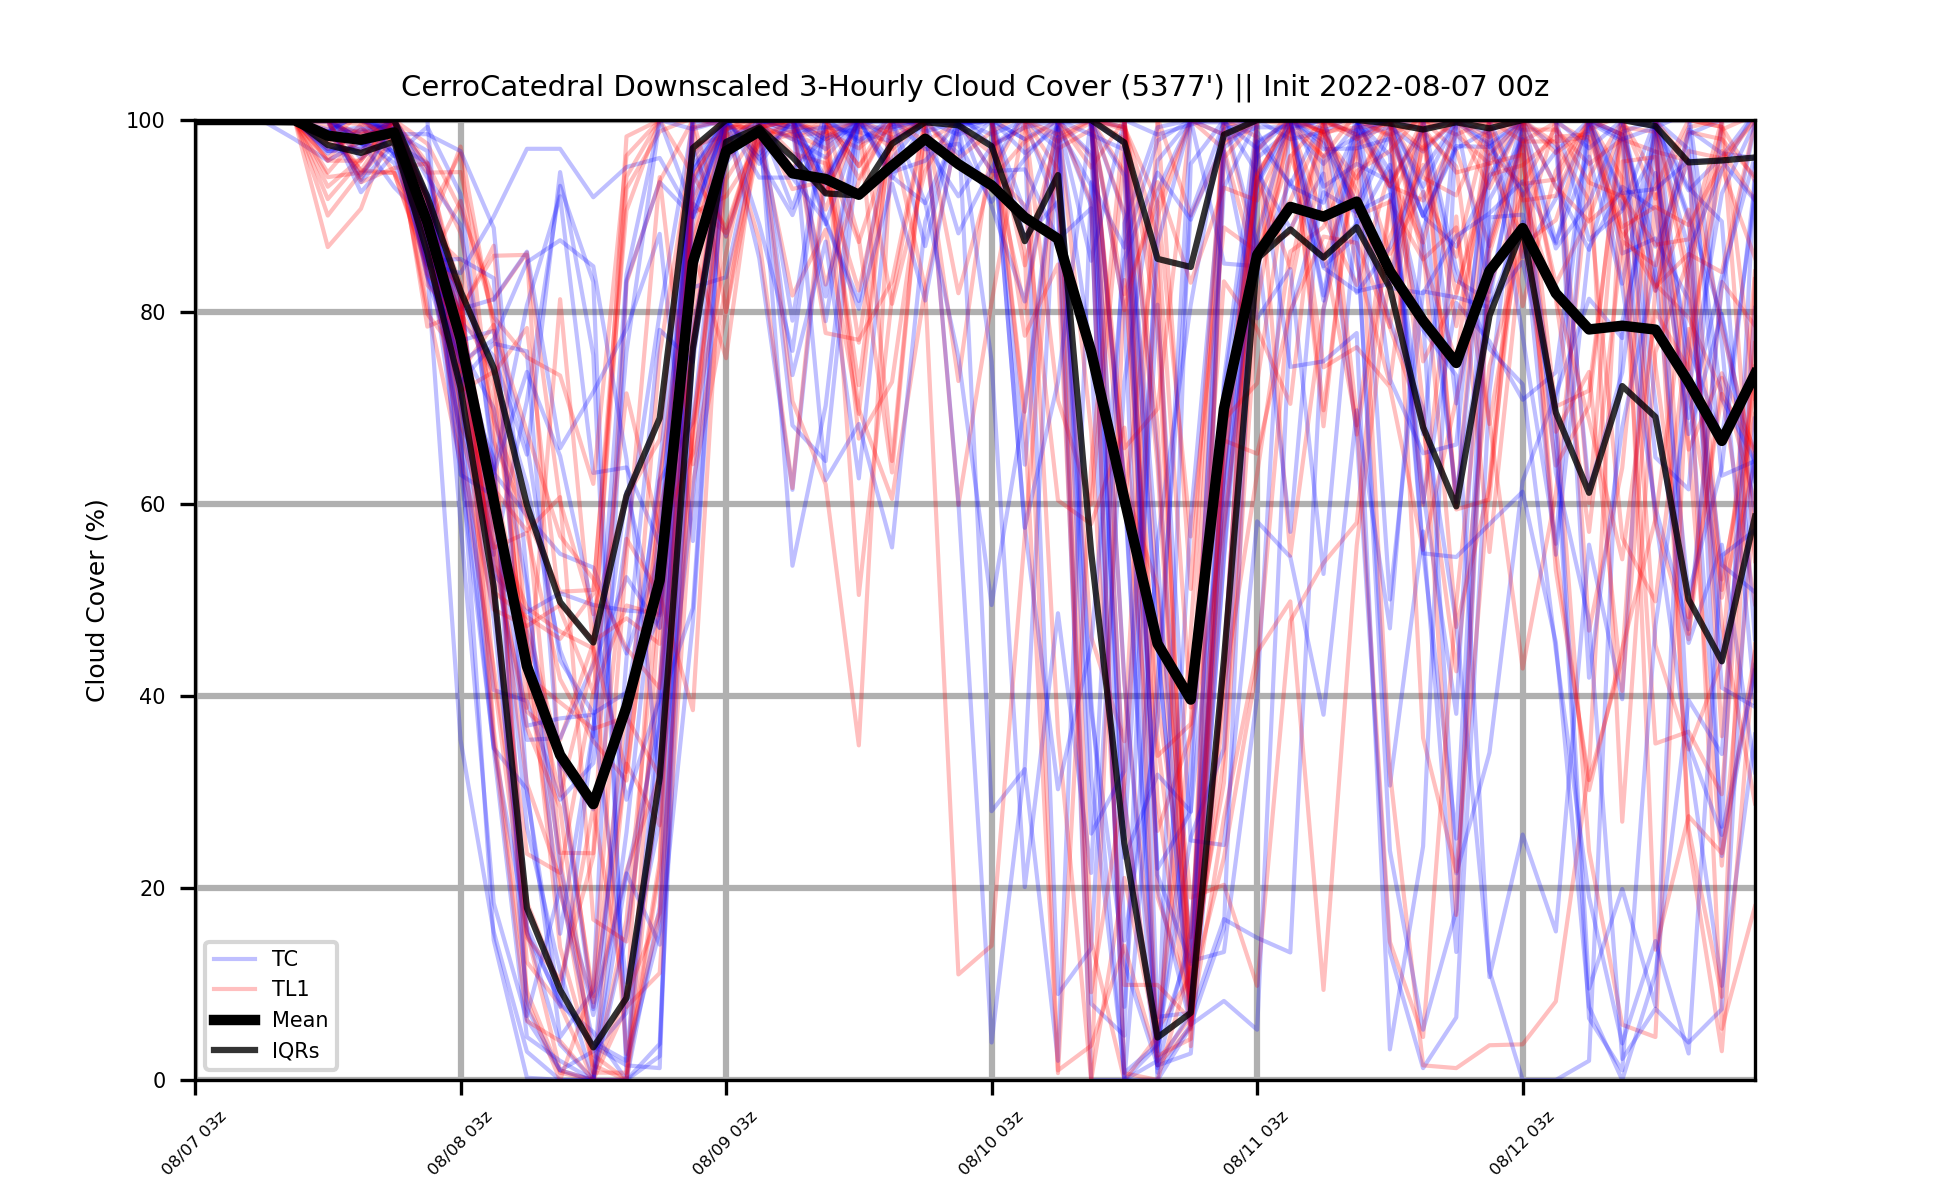 CerroCatedral Downscaled 3-Hourly Cloud Cover (5377') || Init 2022-08-07 00z
Cloud Cover (%)
100
80
60
40
20
0
TC
TL1
Mean
IQRs
08/07 03z
08/08 03z
08/09 03z
08/10 03z
08/11 03z
08/12 03z